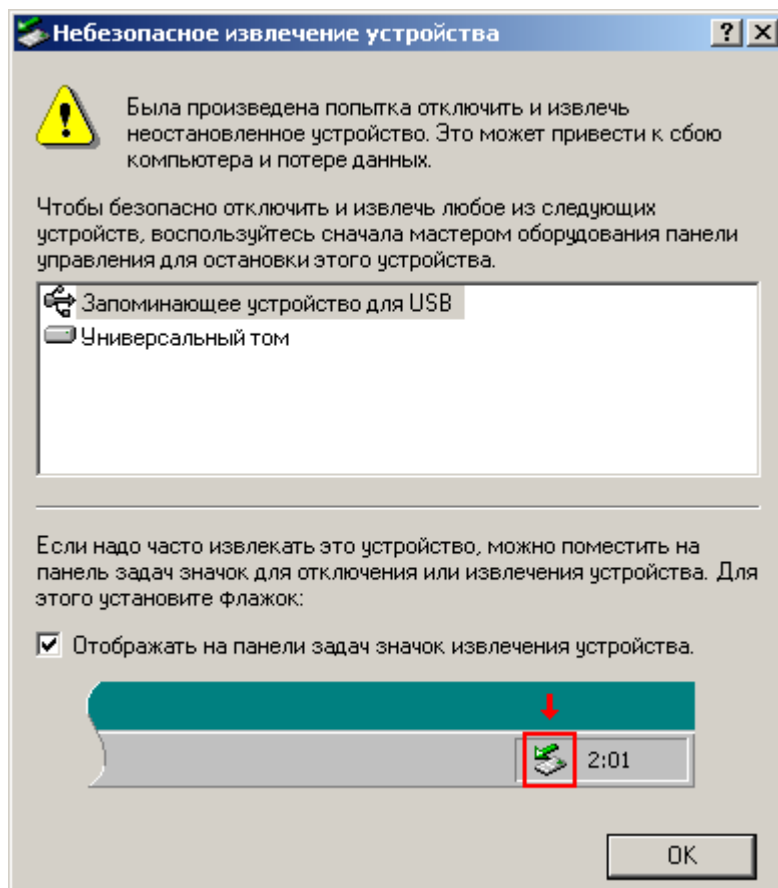 Небезопасное извлечение устройства
Была произведена попытка отключить и извлечь
неостановленное устройство. Это может привести к сбою
компьютера и потере данных.
Чтобы безопасно отключить и извлечь любое из следующих
устройств, воспользуйтесь сначала мастером оборудования панели
управления для остановки этого устройства.
Запоминающее устройство для USB
Универсальный том
Если надо часто извлекать это устройство, можно поместить на
панель задач значок для отключения или извлечения устройства. Для
этого установите флажок:
Отображать на панели задач значок извлечения устройства.
2:01
OK